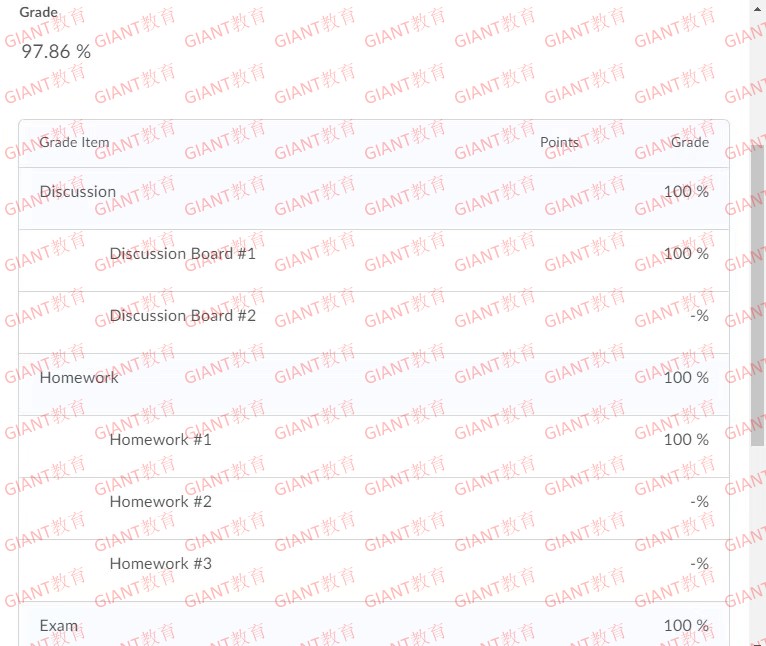 Grade
97.86 %
Grade Item Points Grade
Discussion 100 %
Discussion Board #1 100 %
Discussion Board #2 -%
Homework 100 %
Homework #1 100 %
Homework #2 -%
Homework #3 -%
Exam 100 %
GIANT教育